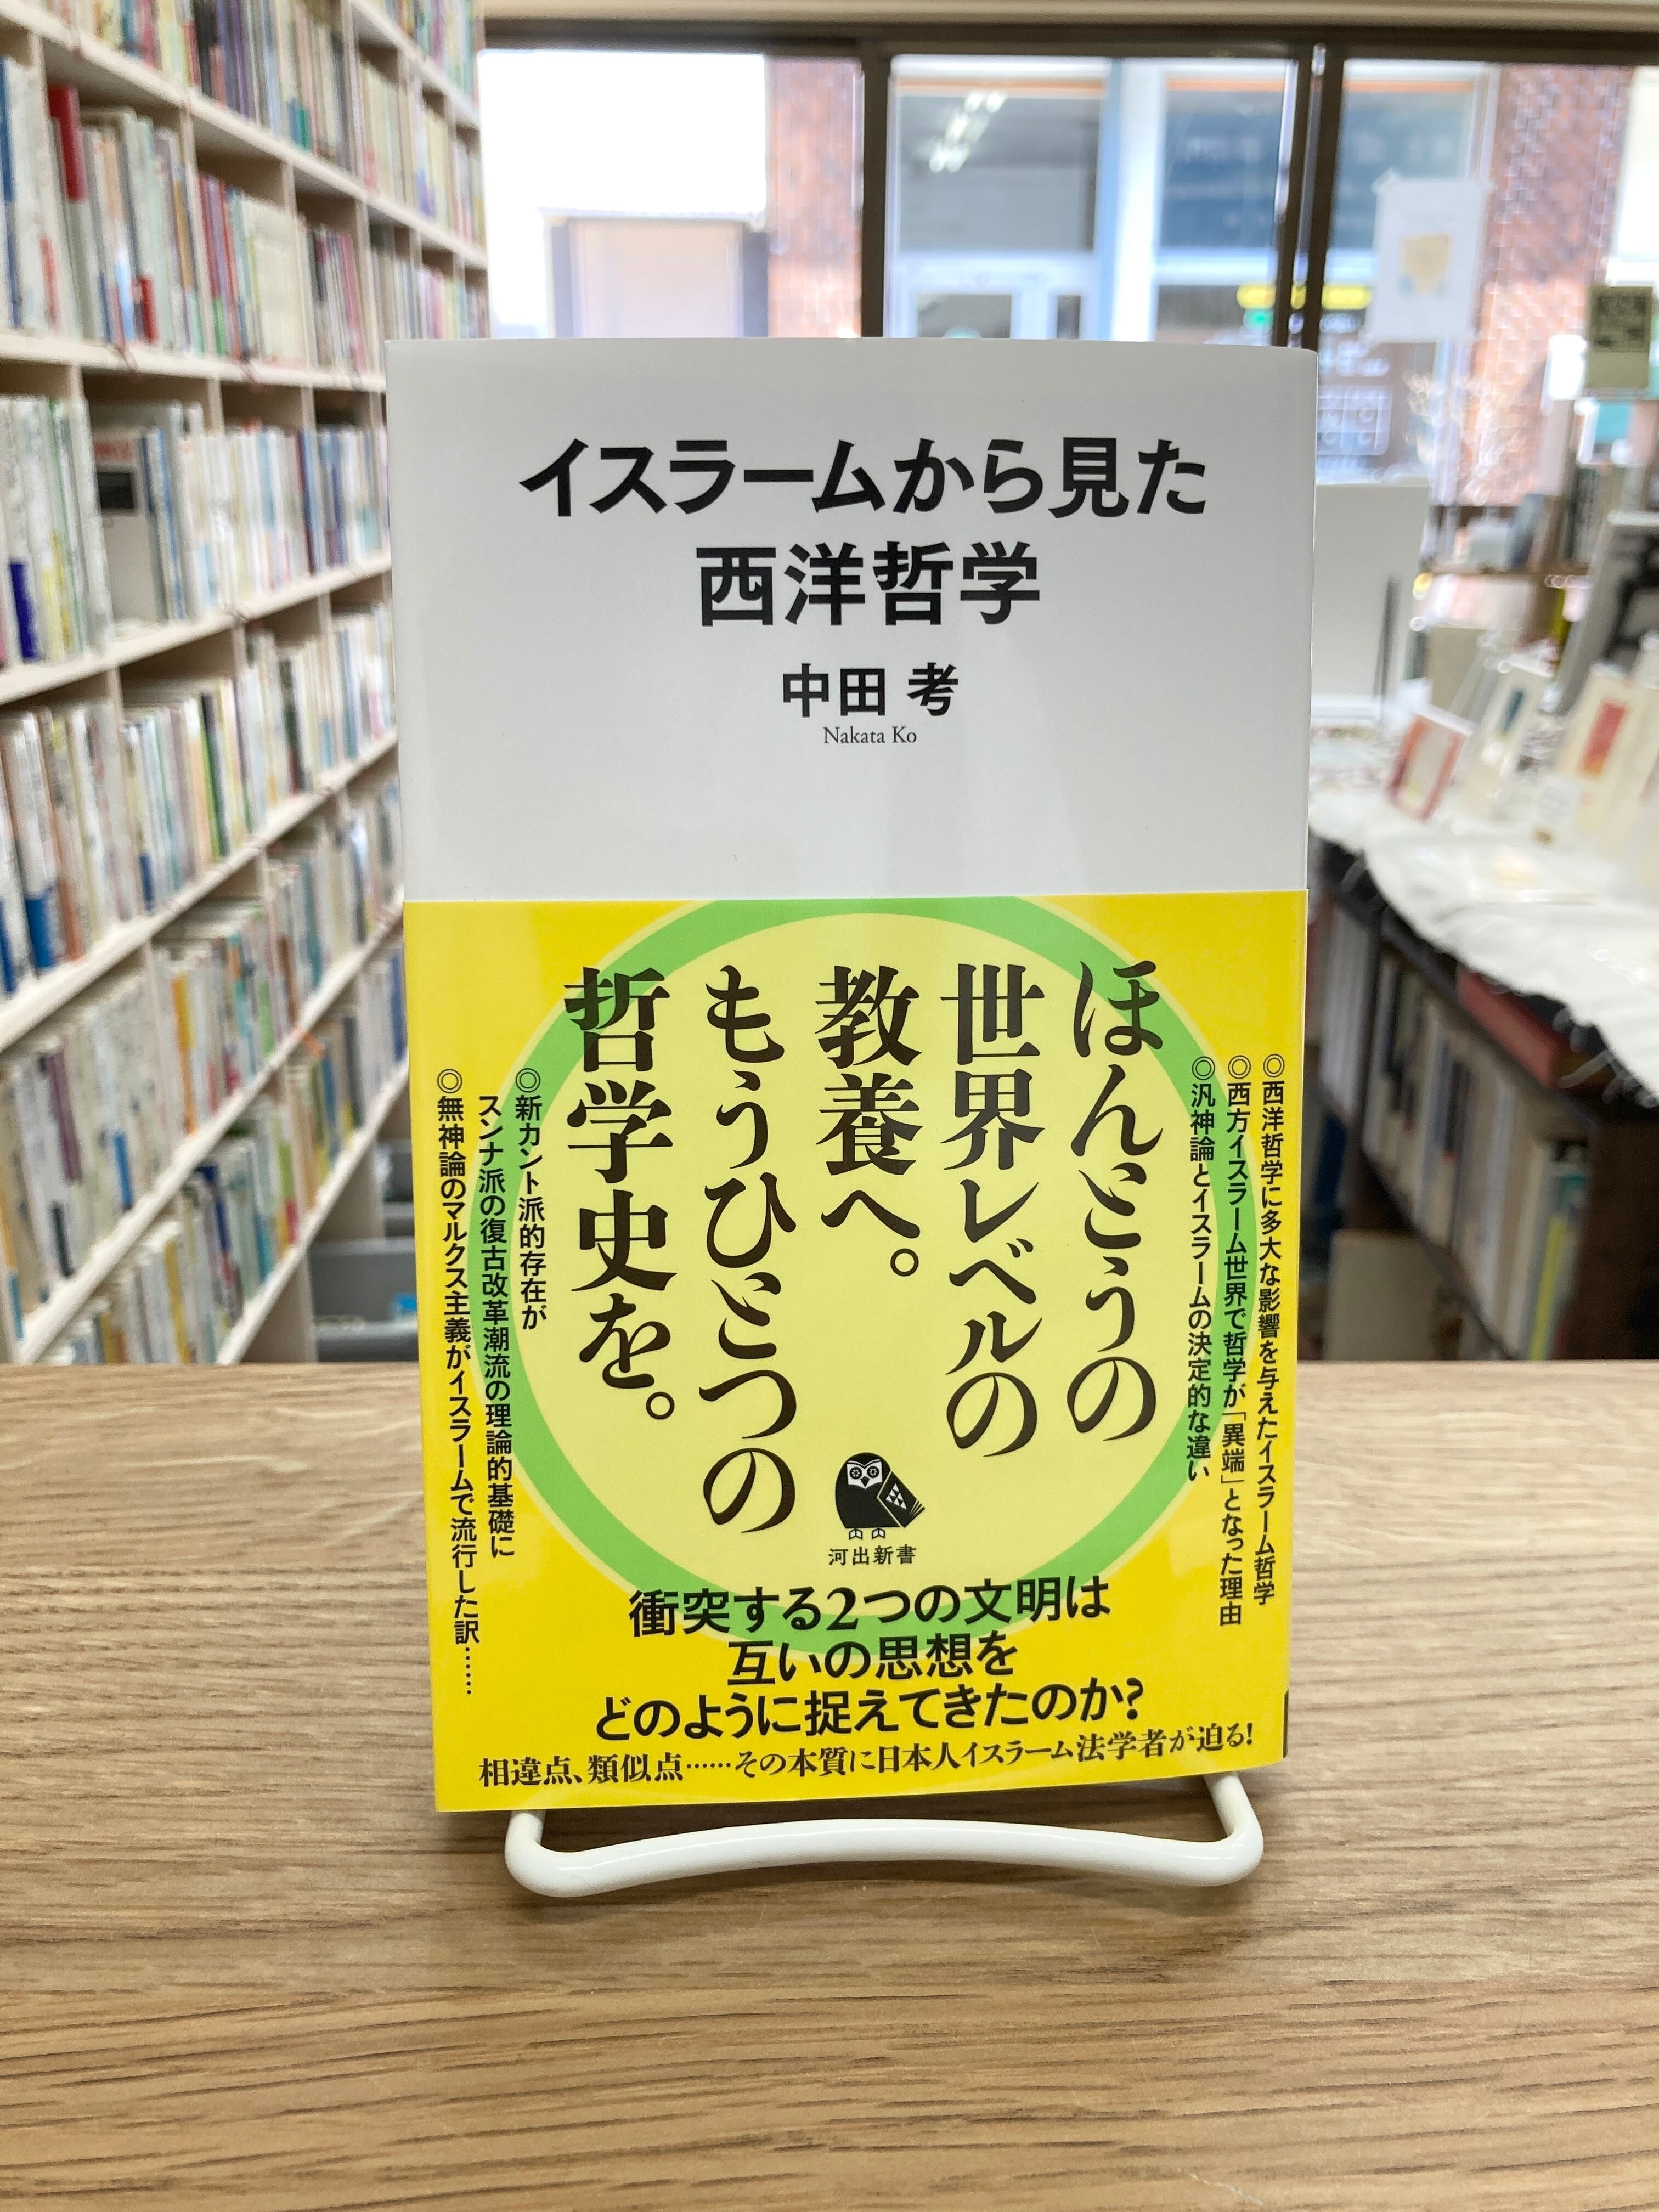 イスラームから見た
西洋哲学
中田 考
Nakata Ko
◎西洋哲学に多大な影響を与えたイスラーム哲学
◎西方イスラーム世界で哲学が「異端」となった理由
◎汎神論とイスラームの決定的な違い
ほんとうの
世界レベルの
教養へ。
もうひとつの
哲学史を。
◎新カント派的存在が
スンナ派の復古改革潮流の理論的基礎に
◎無神論のマルクス主義がイスラームで流行した訳……
河出新書
衝突する2つの文明は
互いの思想を
どのように捉えてきたのか?
相違点、類似点……その本質に日本人イスラーム法学者が迫る!